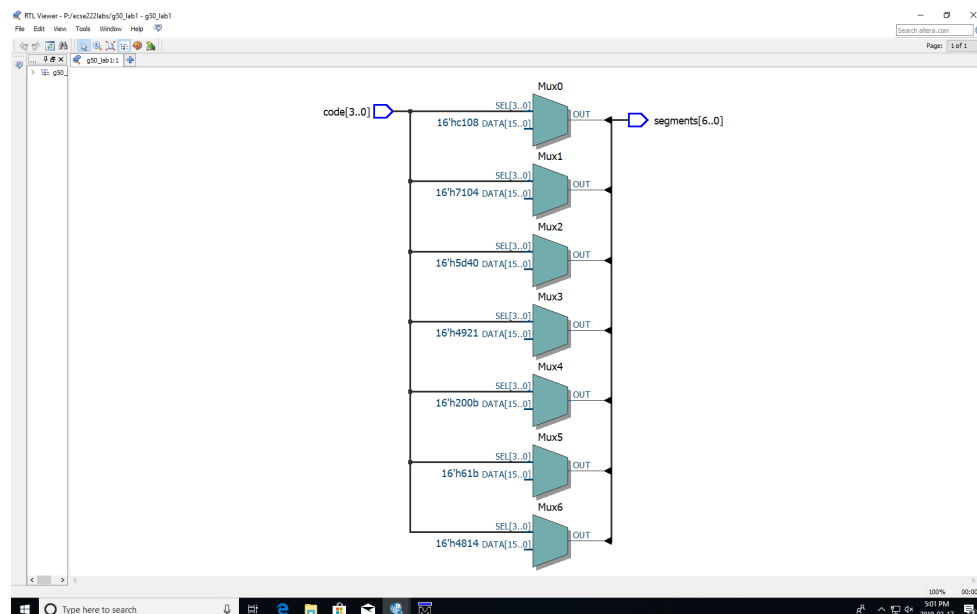 RTL Viewer - P:/ecse222labs/g50_lab1 - g50_lab1
File Edit View Tools Window Help
Search altera.com
Page: 1 of 1
...
g50_lab1:1
g50_
Mux0
code[3..0]
SEL[3..0]
OUT
segments[6..0]
16'hc108 DATA[15..0]
Mux1
SEL[3..0]
OUT
16'h7104 DATA[15..0]
Mux2
SEL[3..0]
OUT
16'h5d40 DATA[15..0]
Mux3
SEL[3..0]
OUT
16'h4921 DATA[15..0]
Mux4
SEL[3..0]
OUT
16'h200b DATA[15..0]
Mux5
SEL[3..0]
OUT
16'h61b DATA[15..0]
Mux6
SEL[3..0]
OUT
16'h4814 DATA[15..0]
100% 00:00
Type here to search
5:01 PM